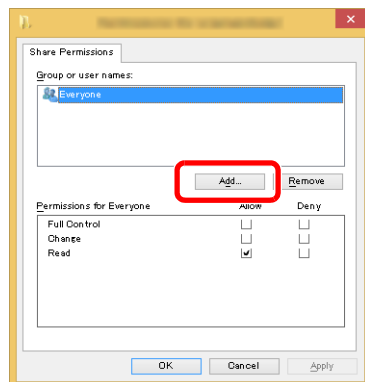 Share Permissions
Group or user names:
Everyone
Add... Remove
Permissions for Everyone Allow Deny
Full Control
Change
Read
OK Cancel Apply